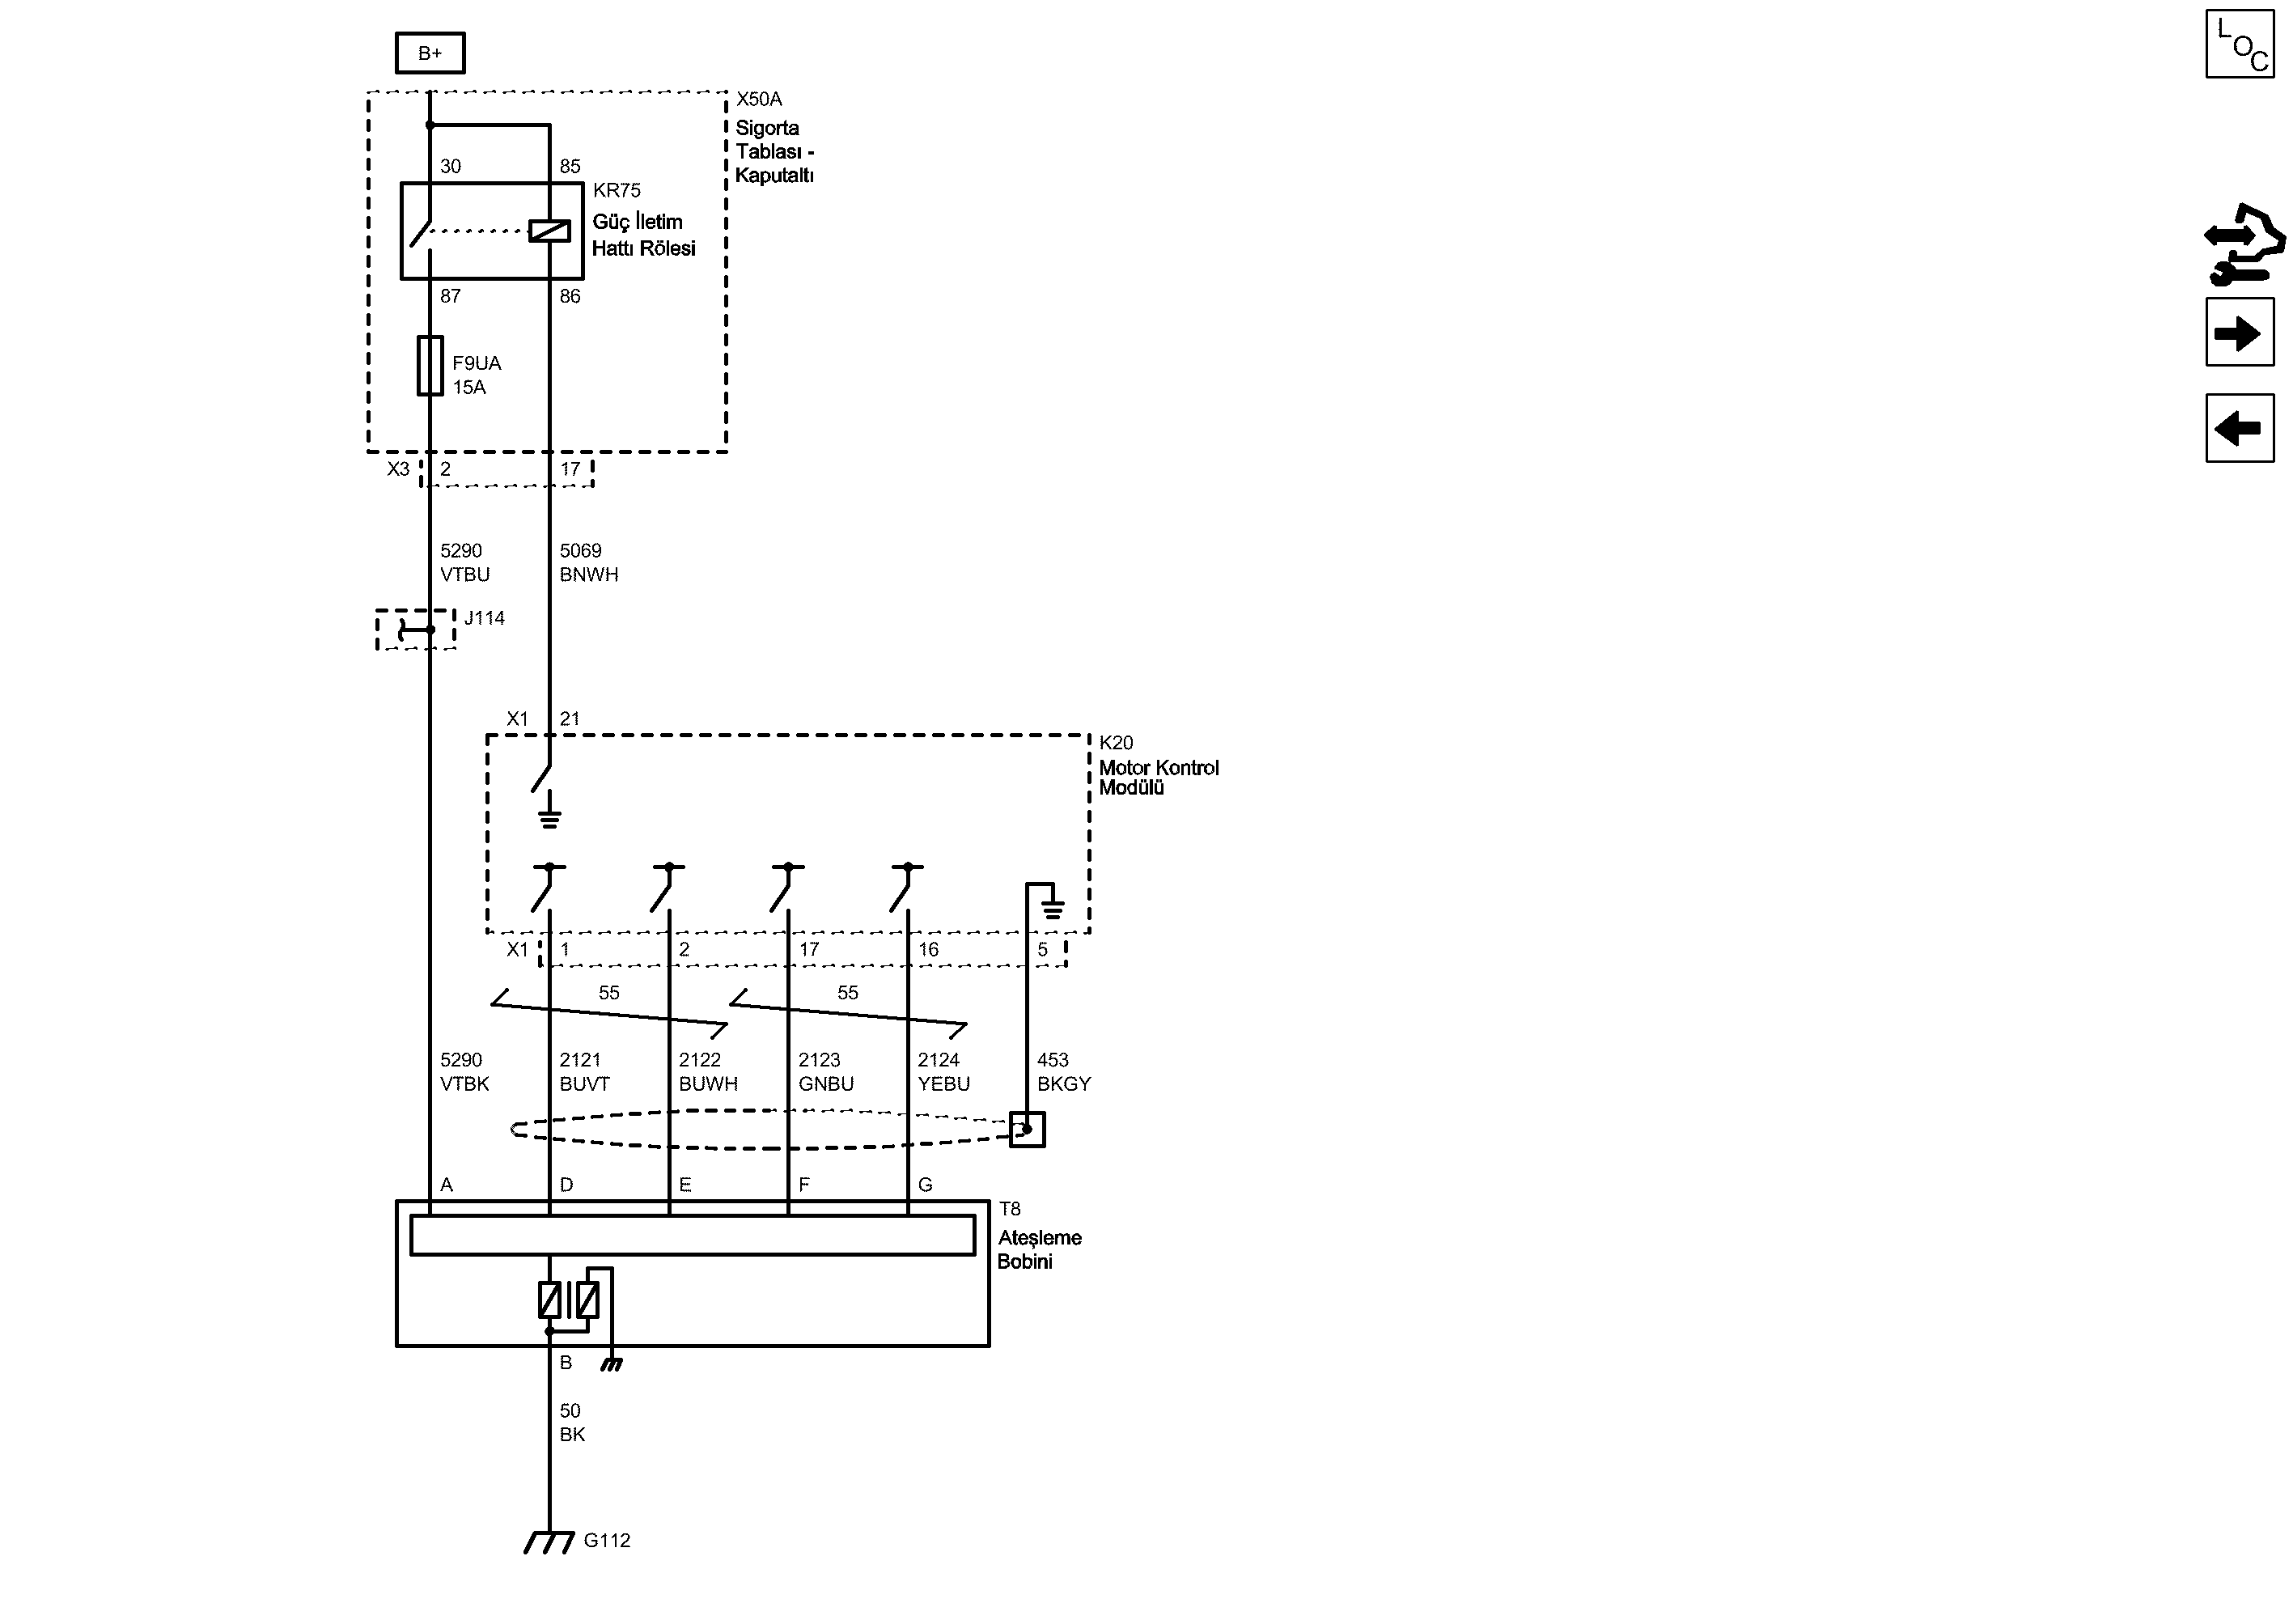 B+
LOC
X50A
Sigorta
Tablası -
Kaputaltı
30
85
KR75
Güç İletim
Hattı Rölesi
87
86
F9UA
15A
X3
2
17
5290
VTBU
5069
BNWH
J114
X1
21
K20
Motor Kontrol
Modülü
X1
1
2
17
16
5
55
55
5290
VTBK
2121
BUVT
2122
BUWH
2123
GNBU
2124
YEBU
453
BKGY
A
D
E
F
G
T8
Ateşleme
Bobini
B
50
BK
G112